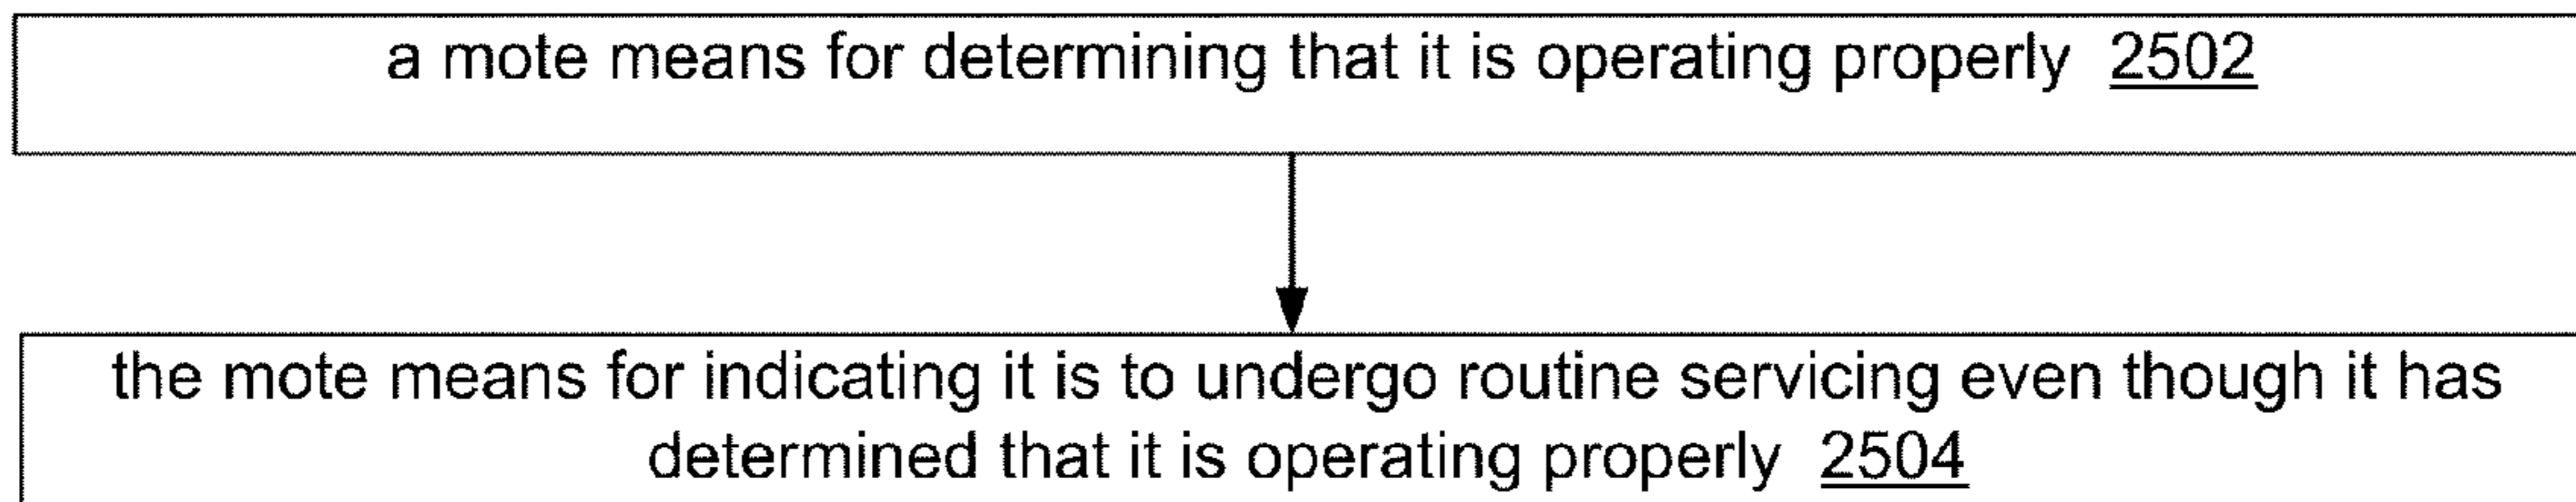 a mote means for determining that it is operating properly 2502
the mote means for indicating it is to undergo routine servicing even though it has
determined that it is operating properly 2504